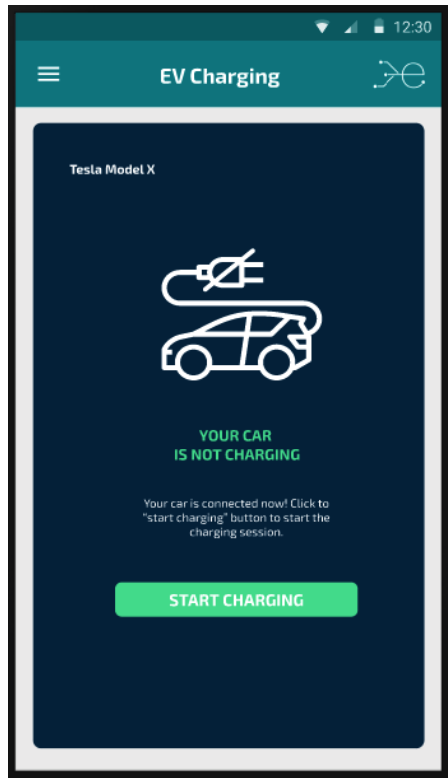 12:30
EV Charging
Tesla Model X
YOUR CAR
IS NOT CHARGING
Your car is connected now! Click to
"start charging" button to start the
charging session.
START CHARGING